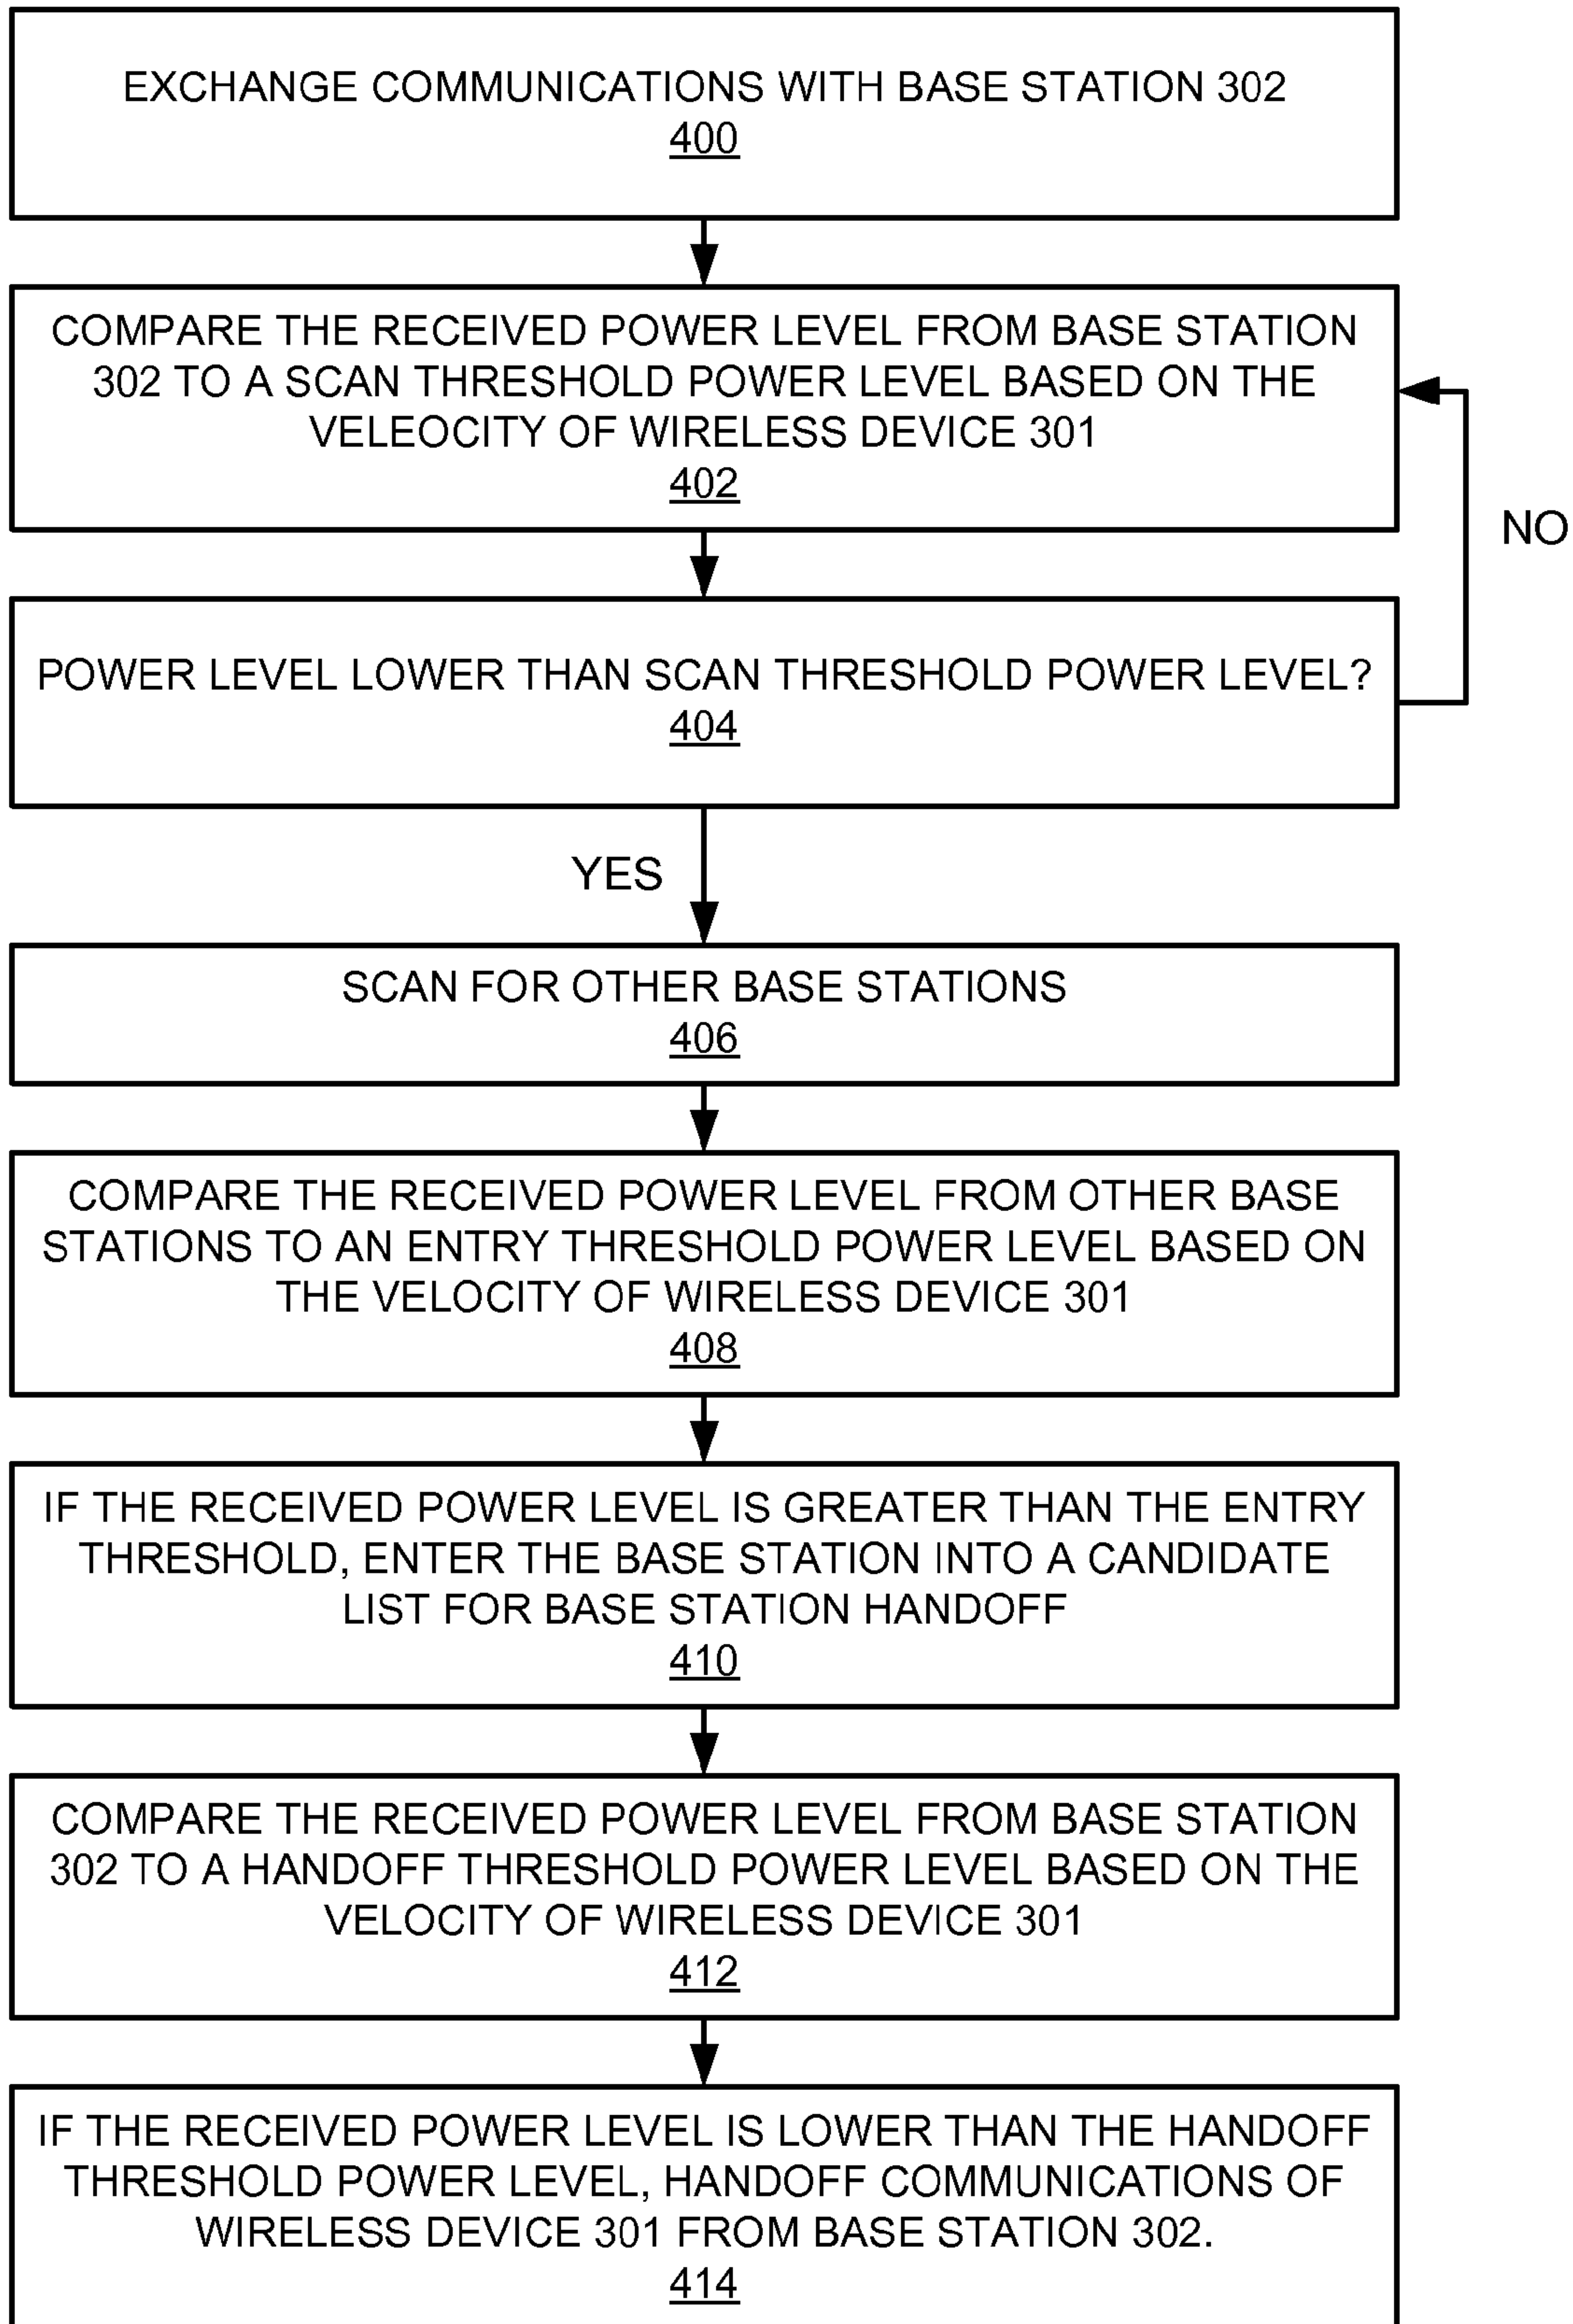 EXCHANGE COMMUNICATIONS WITH BASE STATION 302
400
COMPARE THE RECEIVED POWER LEVEL FROM BASE STATION
302 TO A SCAN THRESHOLD POWER LEVEL BASED ON THE
VELEOCITY OF WIRELESS DEVICE 301
402
NO
POWER LEVEL LOWER THAN SCAN THRESHOLD POWER LEVEL?
404
YES
SCAN FOR OTHER BASE STATIONS
406
COMPARE THE RECEIVED POWER LEVEL FROM OTHER BASE
STATIONS TO AN ENTRY THRESHOLD POWER LEVEL BASED ON
THE VELOCITY OF WIRELESS DEVICE 301
408
IF THE RECEIVED POWER LEVEL IS GREATER THAN THE ENTRY
THRESHOLD, ENTER THE BASE STATION INTO A CANDIDATE
LIST FOR BASE STATION HANDOFF
410
COMPARE THE RECEIVED POWER LEVEL FROM BASE STATION
302 TO A HANDOFF THRESHOLD POWER LEVEL BASED ON THE
VELOCITY OF WIRELESS DEVICE 301
412
IF THE RECEIVED POWER LEVEL IS LOWER THAN THE HANDOFF
THRESHOLD POWER LEVEL, HANDOFF COMMUNICATIONS OF
WIRELESS DEVICE 301 FROM BASE STATION 302.
414